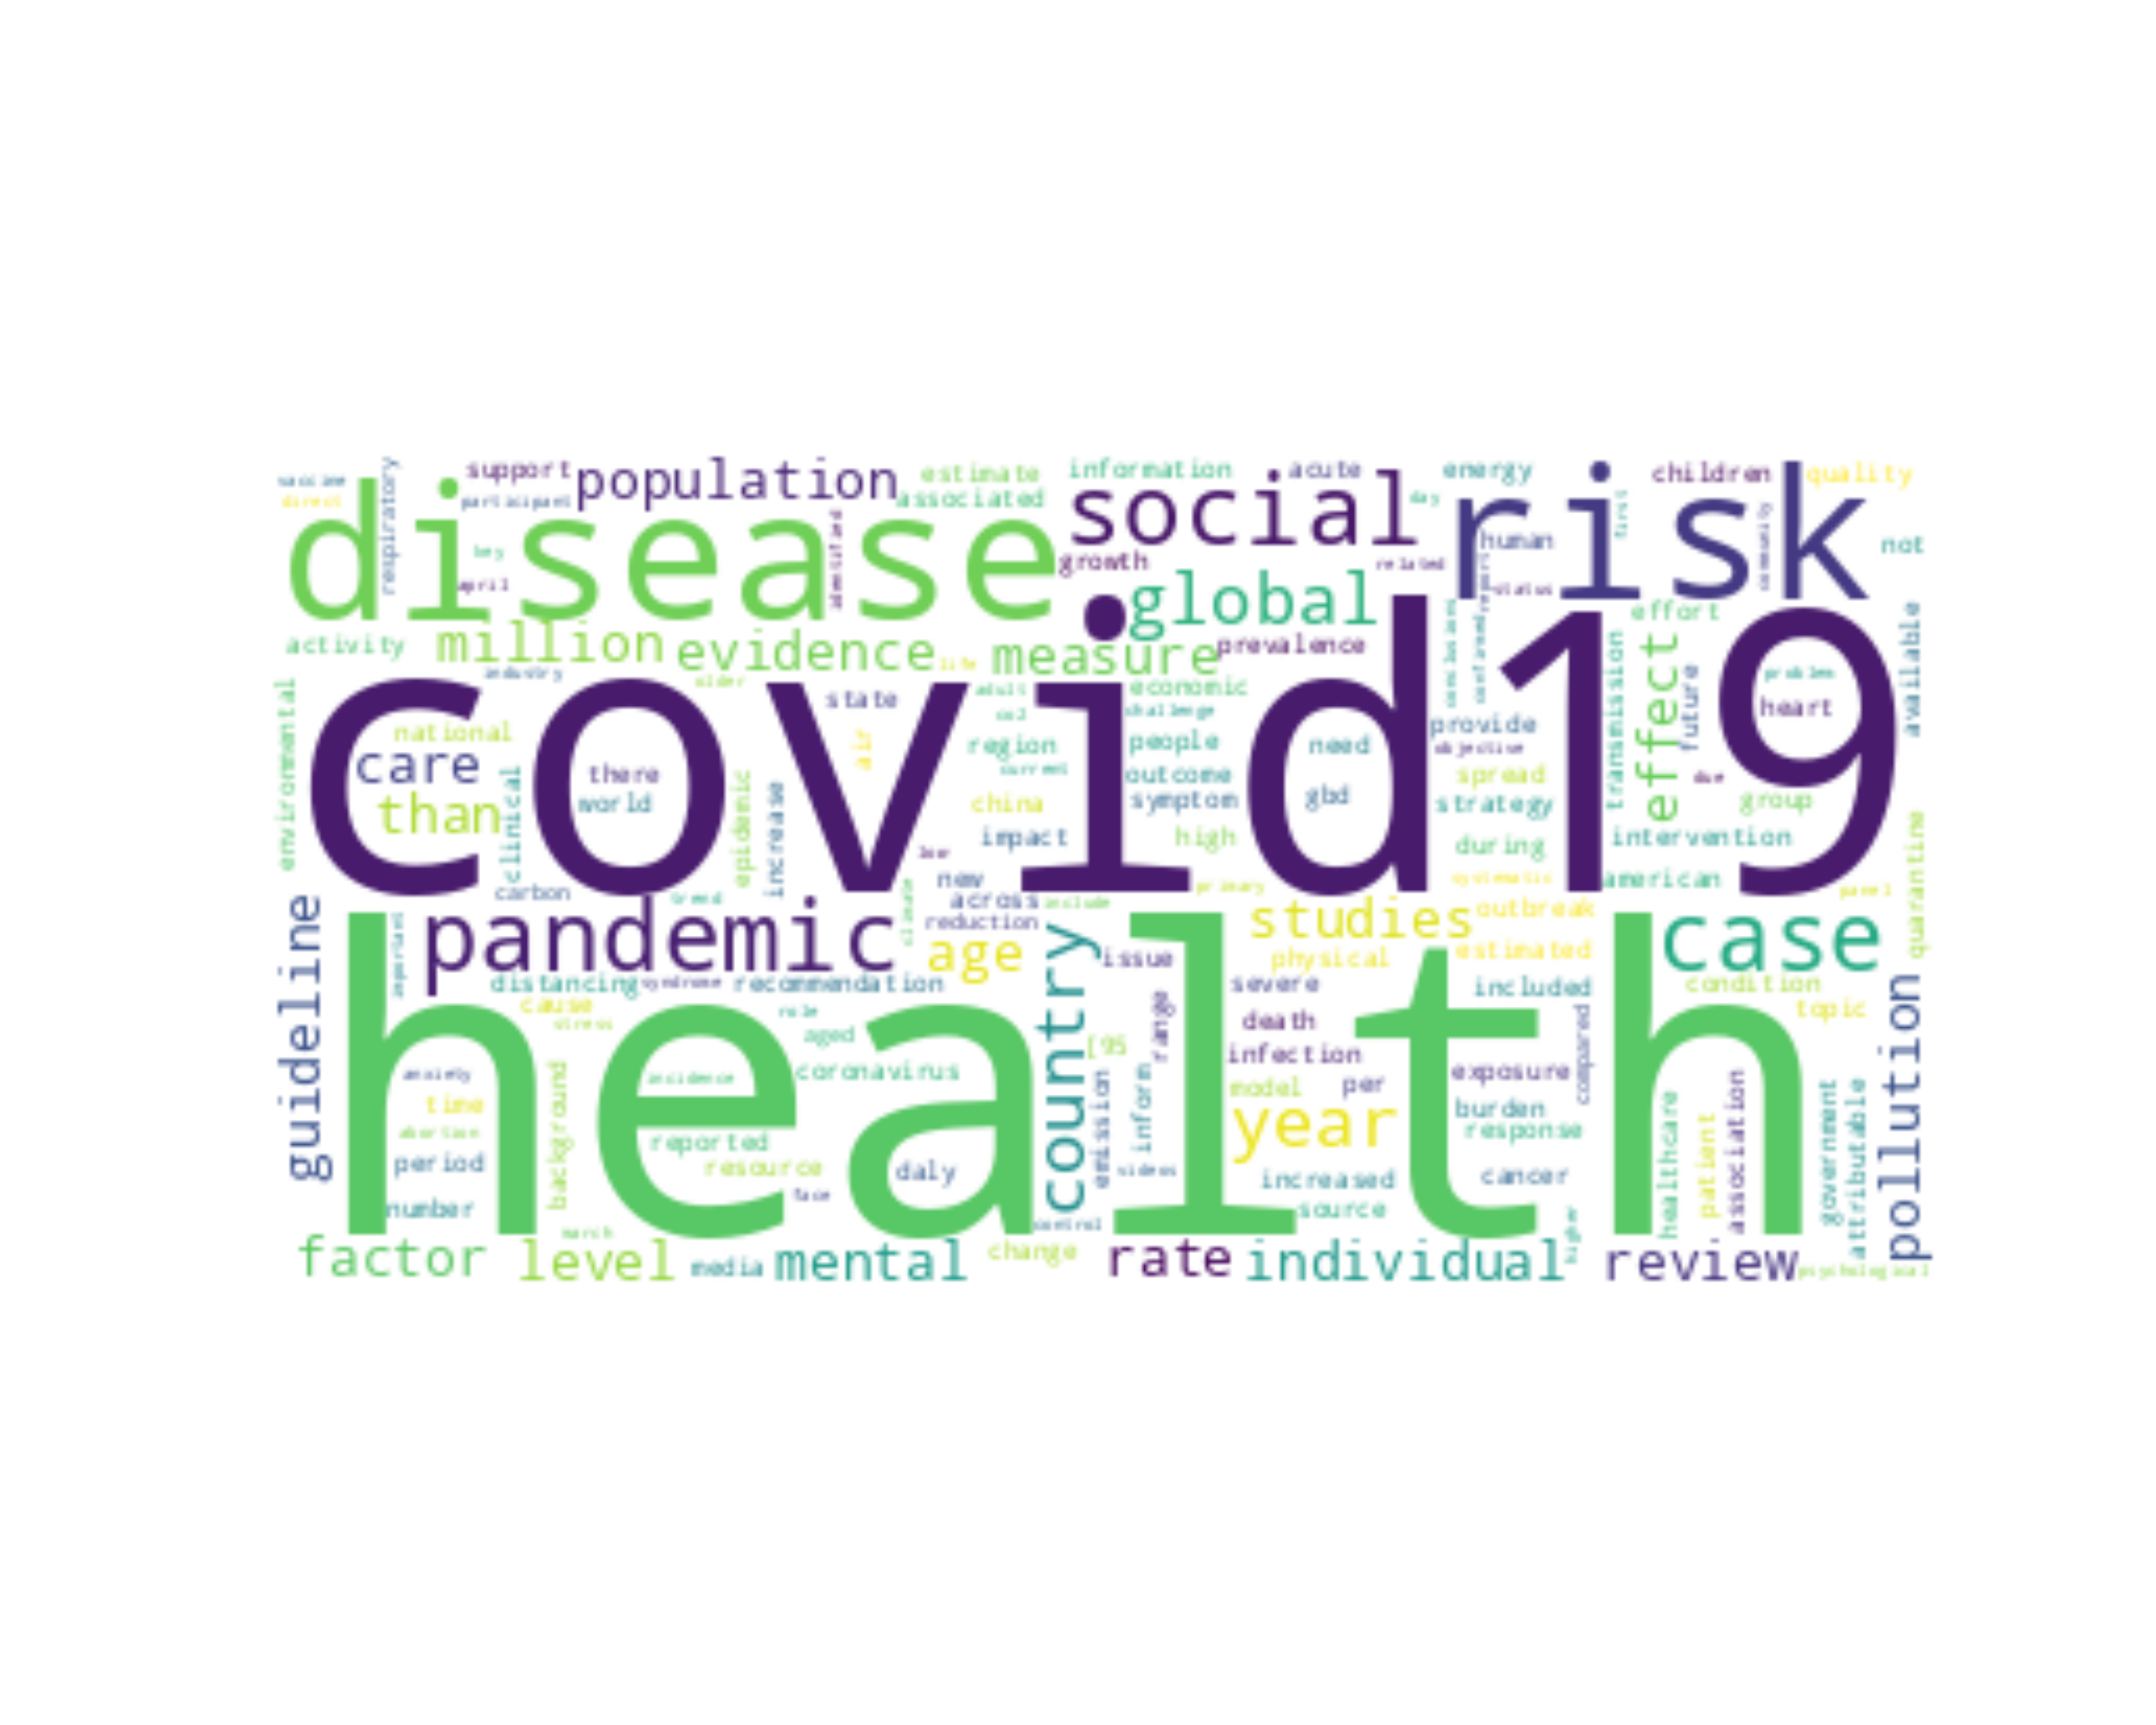 vaccine
direct
respiratory
support
participant
population
estimate
associated
information
acute
energy
children
quality
disease
key
april
social
day
risk
human
first
community
not
growth
related
status
global
effort
activity
million
evidence
life
measure
prevalence
transmission
effect
future
available
environmental
industry
older
covid19
state
adult
economic
co2
challenge
national
air
region
people
need
provide
objective
problem
heart
care
there
current
outcome
spread
due
than
world
clinical
epidemic
increase
china
symptom
gbd
strategy
group
impact
high
during
intervention
quarantine
low
carbon
trend
new
climate
primary
systematic
american
panel
across
include
reduction
guideline
important
pandemic
age
country
studies
outbreak
case
issue
physical
estimated
distancing
syndrome
recommendation
severe
included
condition
cause
stress
role
aged
range
death
topic
pollution
health
[95
infection
compared
anxiety
incidence
coronavirus
model
per
exposure
time
background
emission
inform
year
burden
abortion
reported
response
period
resource
daly
videos
cancer
healthcare
patient
association
government
attributable
face
increased
number
source
control
higher
march
factor
level
media
mental
change
rate
individual
review
psychological